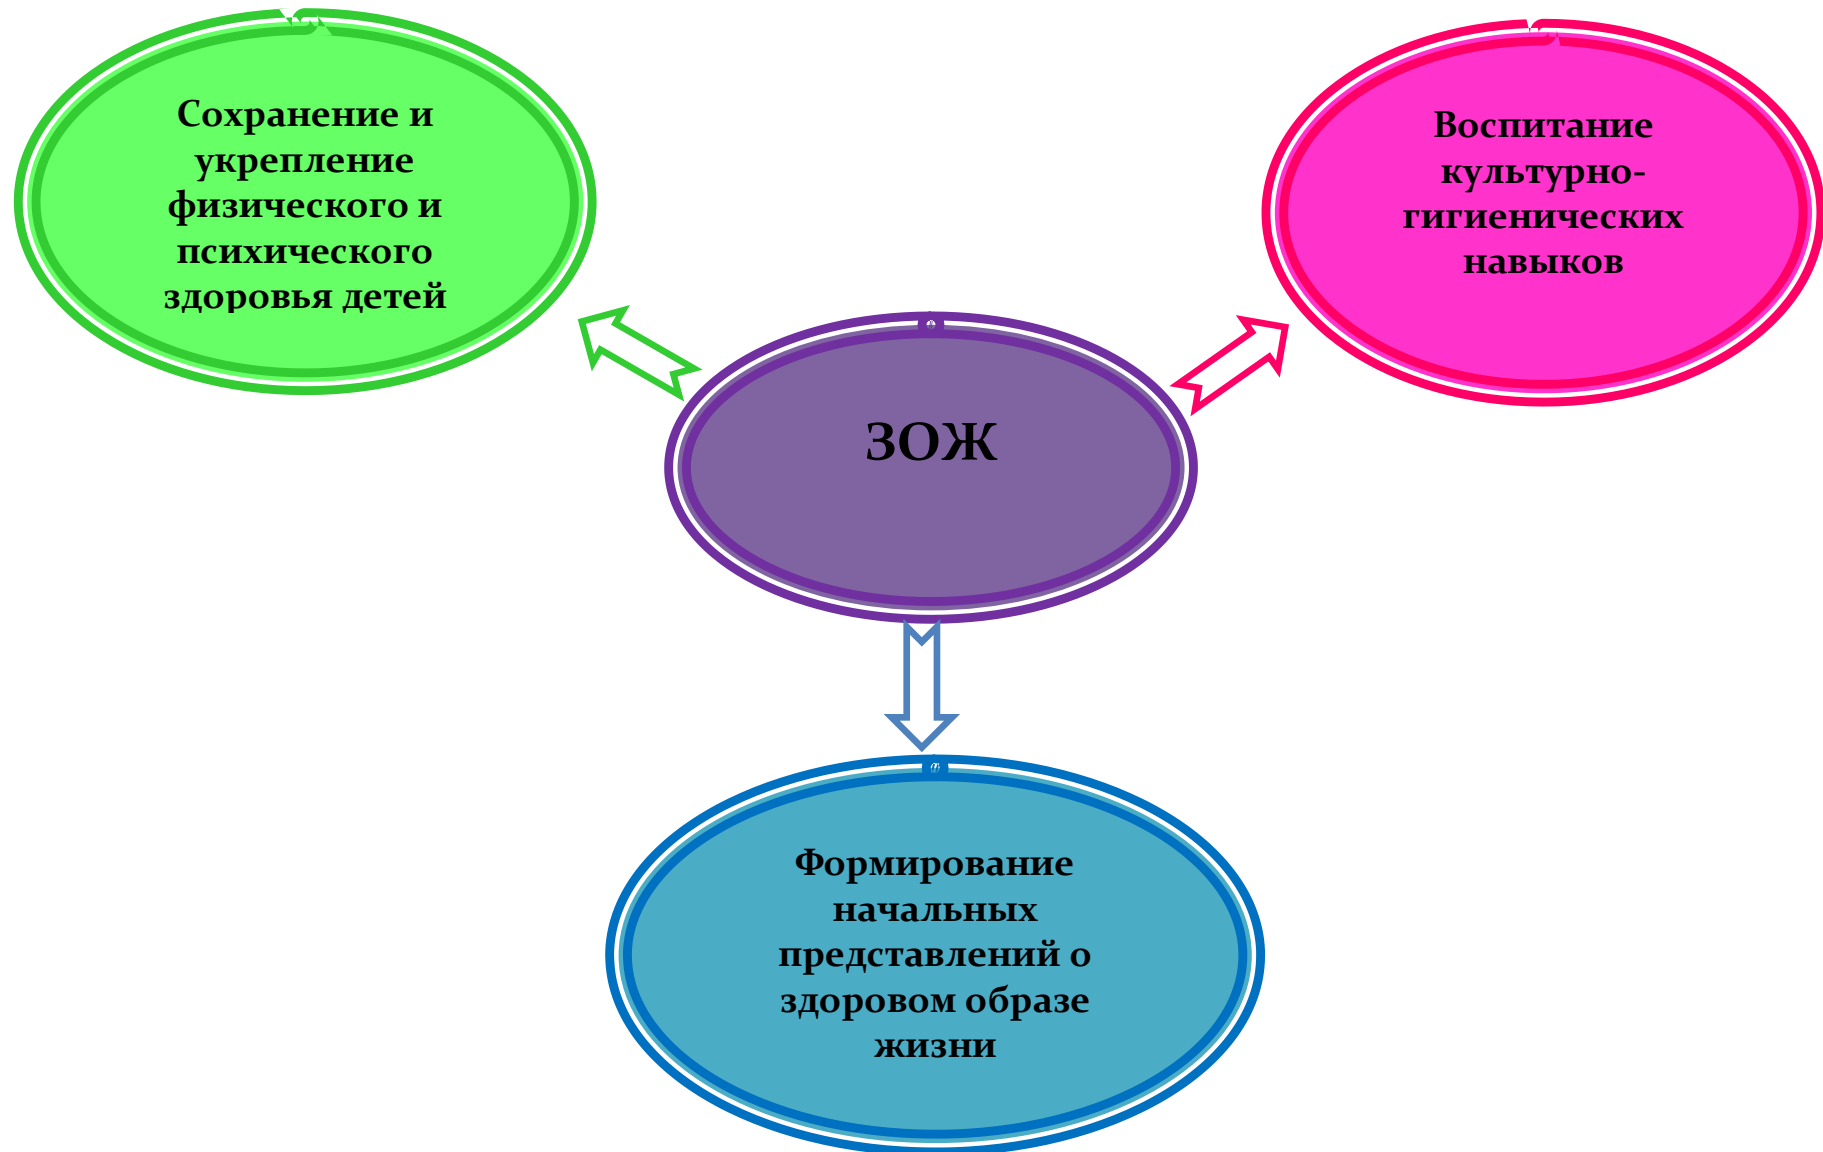 Сохранение и
укрепление
физического и
психического
здоровья детей
Воспитание
культурно-
гигиенических
навыков
ЗОЖ
Формирование
начальных
представлений о
здоровом образе
жизни